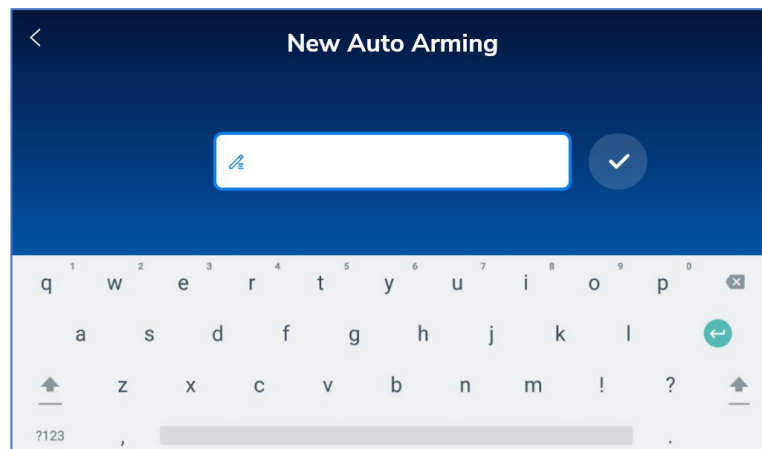 New Auto Arming
q 1 w 2 e 3 r 4 t 5 y 6 u 7 i 8 o 9 p 0
a s d f g h j k l
z x c v b n m ! ?
?123 , .